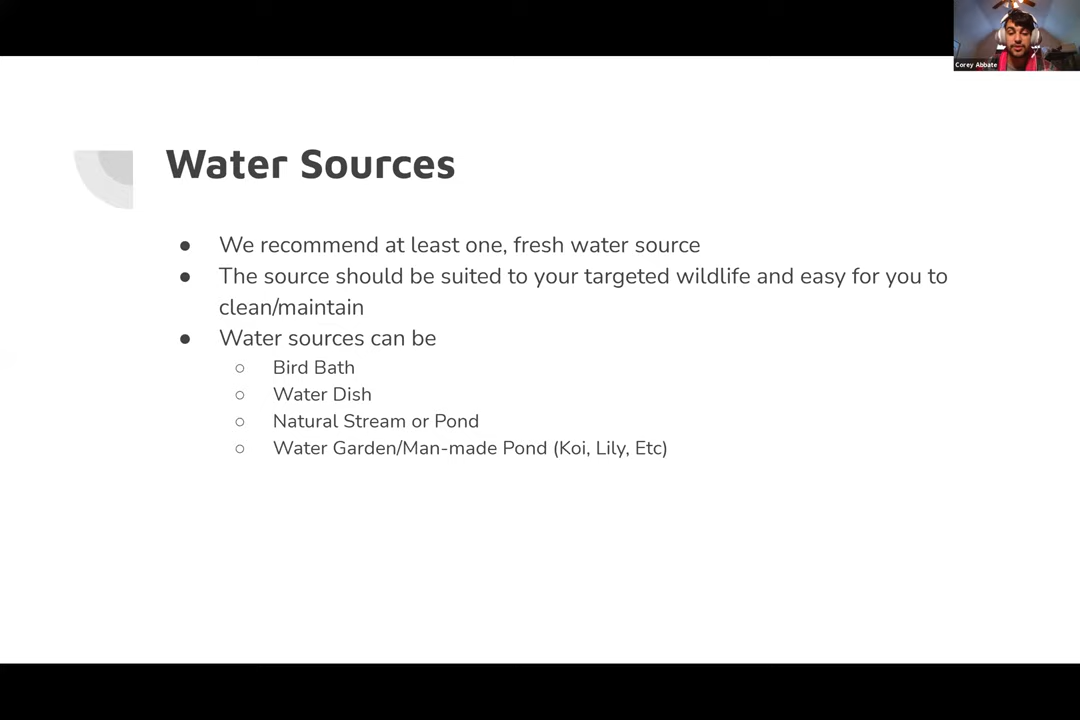 Corey Abbate
Water Sources
● We recommend at least one, fresh water source
● The source should be suited to your targeted wildlife and easy for you to
clean/maintain
● Water sources can be
○ Bird Bath
○ Water Dish
○ Natural Stream or Pond
○ Water Garden/Man-made Pond (Koi, Lily, Etc)